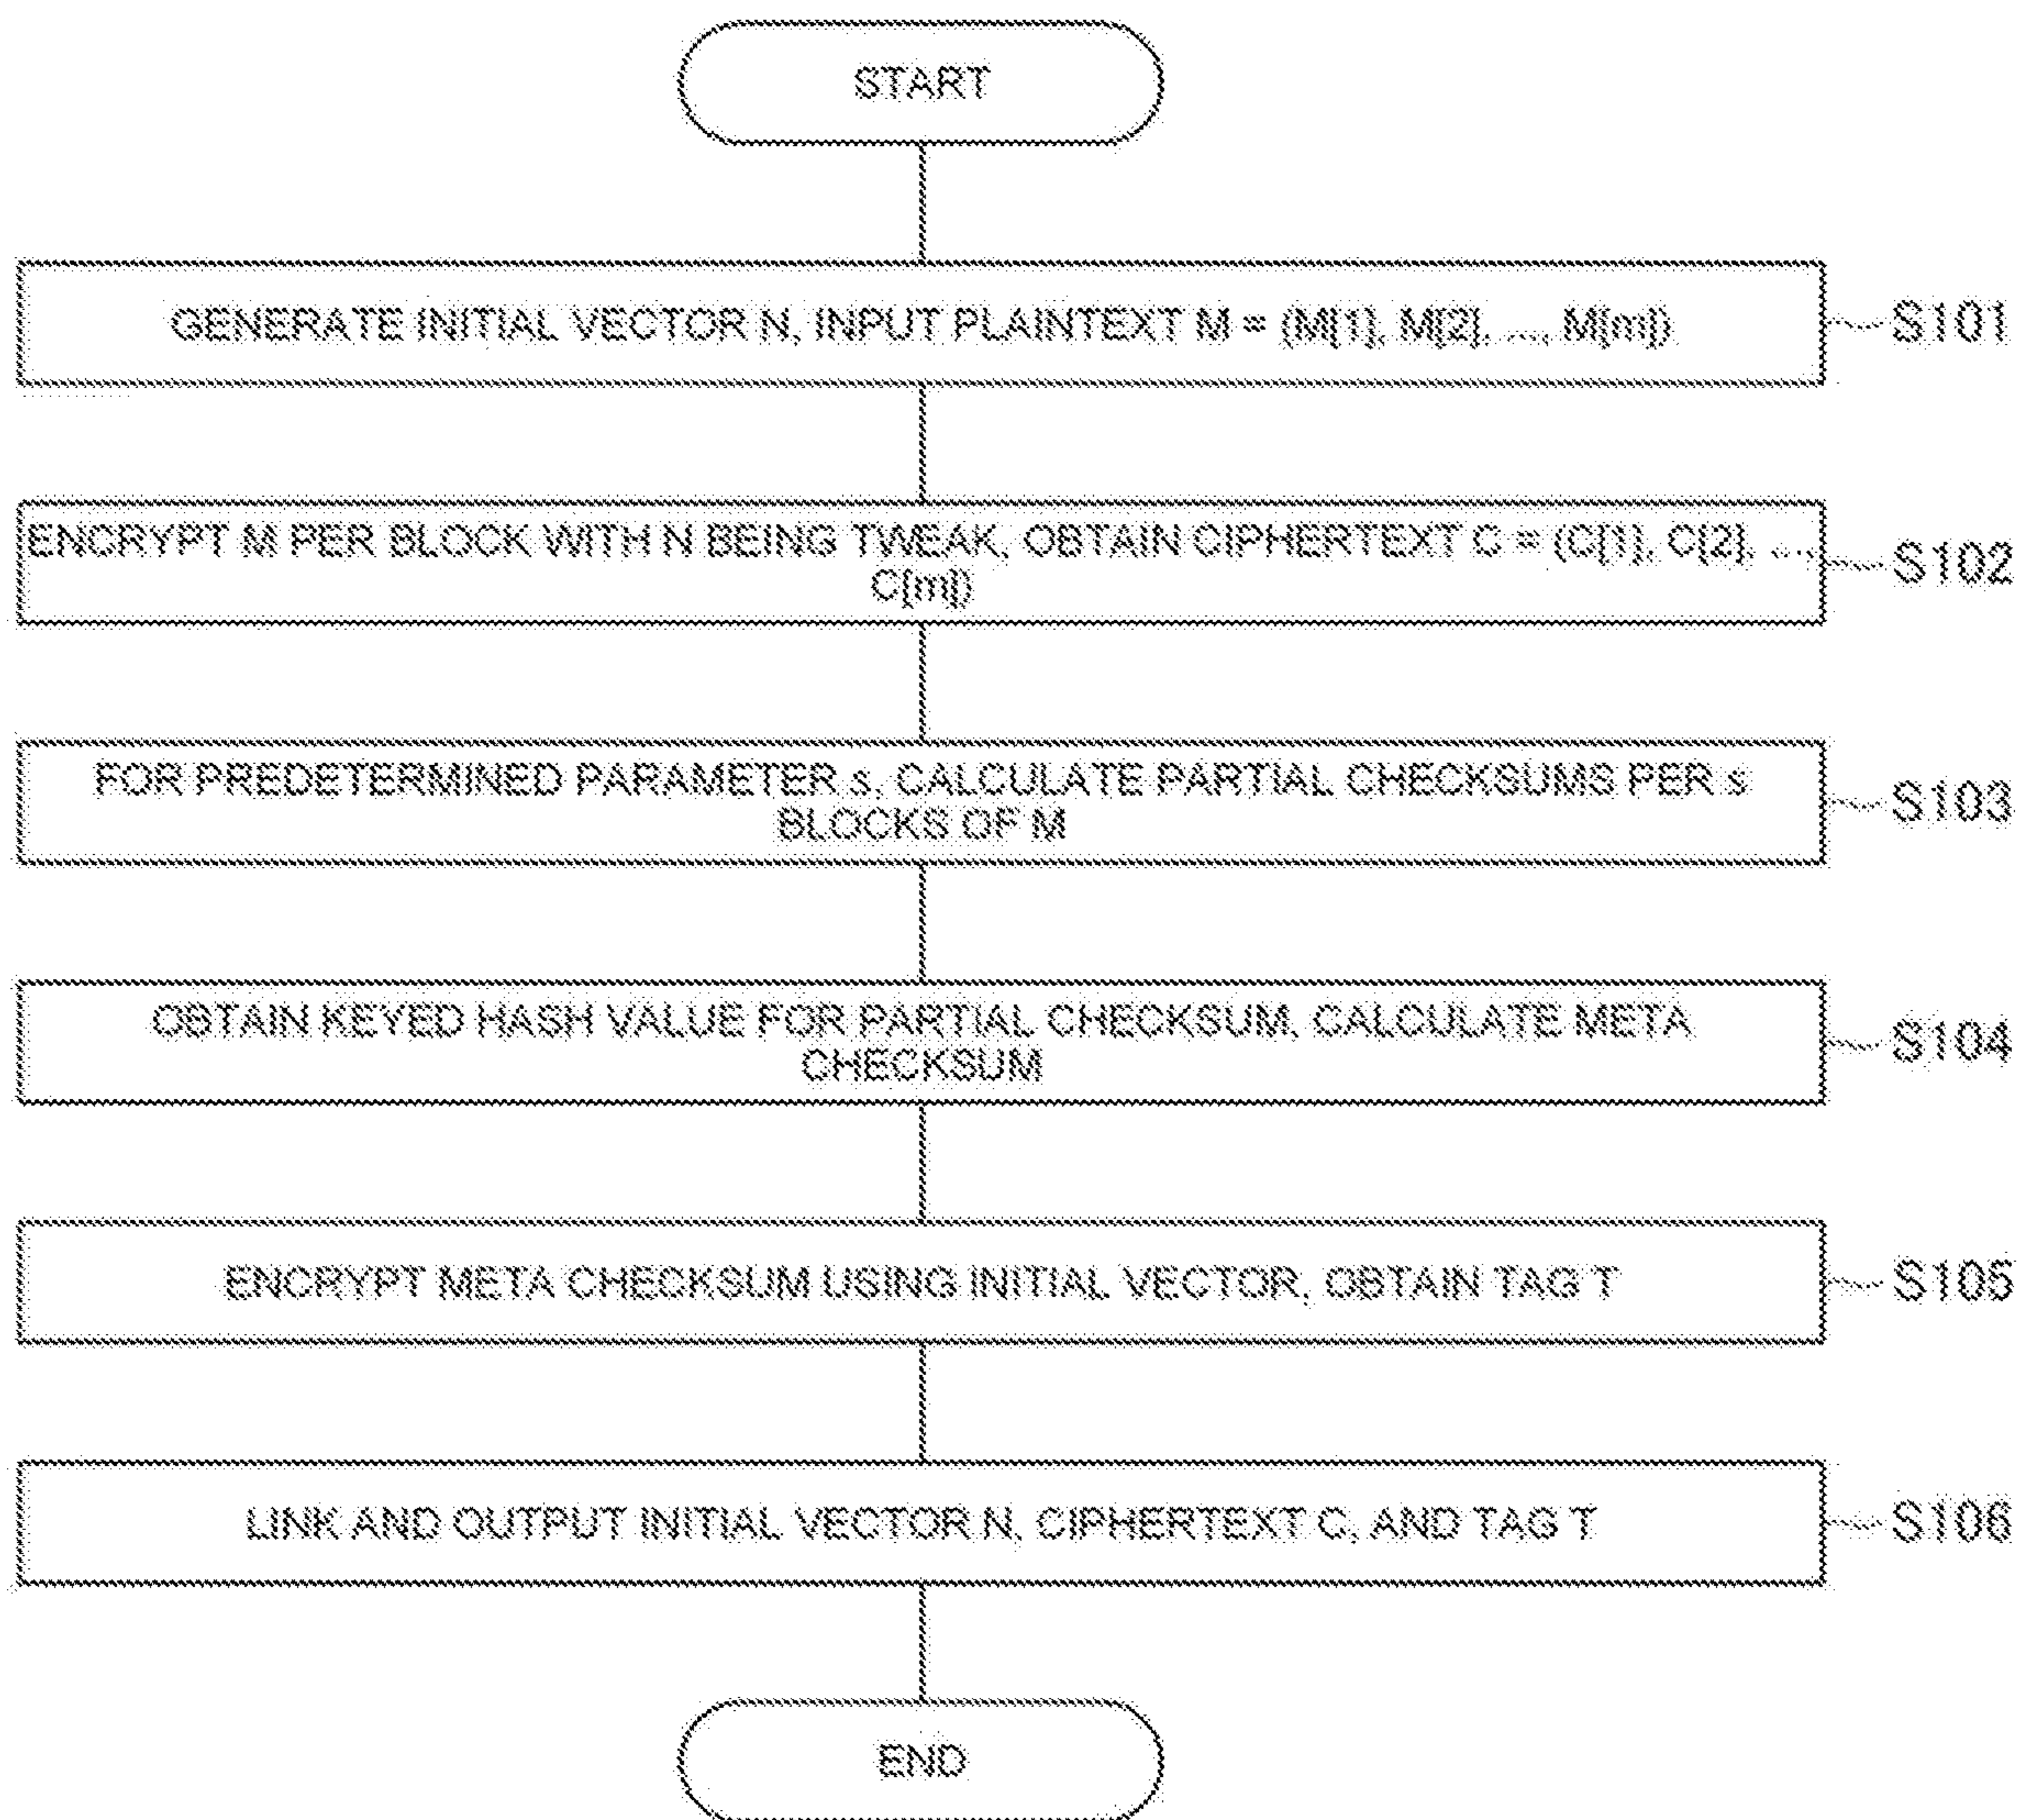 START
GENERATE INITIAL VECTOR N, INPUT PLAINTEXT M = (M[1], M[2], ..., M[m])
S101
ENCRYPT M PER BLOCK WITH N BEING TWEAK, OBTAIN CIPHERTEXT C = (C[1], C[2], ...,
C[m])
S102
FOR PREDETERMINED PARAMETER s, CALCULATE PARTIAL CHECKSUMS PER s
BLOCKS OF M
S103
OBTAIN KEYED HASH VALUE FOR PARTIAL CHECKSUM, CALCULATE META
CHECKSUM
S104
ENCRYPT META CHECKSUM USING INITIAL VECTOR, OBTAIN TAG T
S105
LINK AND OUTPUT INITIAL VECTOR N, CIPHERTEXT C, AND TAG T
S106
END